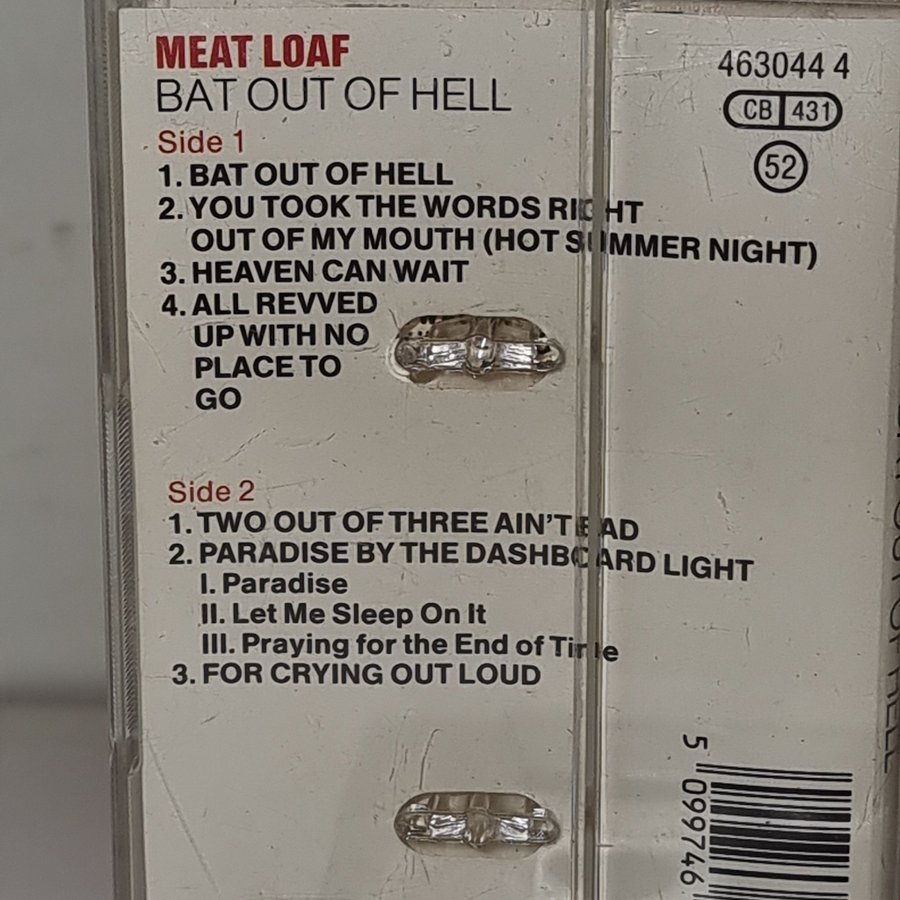 MEAT LOAF
BAT OUT OF HELL
Side 1
1. BAT OUT OF HELL
2. YOU TOOK THE WORDS RIGHT
OUT OF MY MOUTH (HOT SUMMER NIGHT)
3. HEAVEN CAN WAIT
4. ALL REVVED
UP WITH NO
PLACE TO
GO
Side 2
1. TWO OUT OF THREE AIN'T BAD
2. PARADISE BY THE DASHBOARD LIGHT
I. Paradise
II. Let Me Sleep On It
III. Praying for the End of Time
3. FOR CRYING OUT LOUD
463044 4
CB 431
52
5 099746
BAT OUT OF HELL